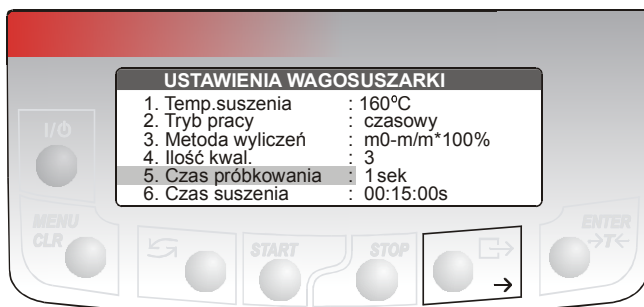 USTAWIENIA WAGOSUSZARKI
1. Temp.suszenia : 160ºC
2. Tryb pracy : czasowy
3. Metoda wyliczeń : m0-m/m*100%
4. Ilość kwal. : 3
5. Czas próbkowania : 1 sek
6. Czas suszenia : 00:15:00s
I/⏻
MENU
CLR
START
STOP
→
ENTER
→T←